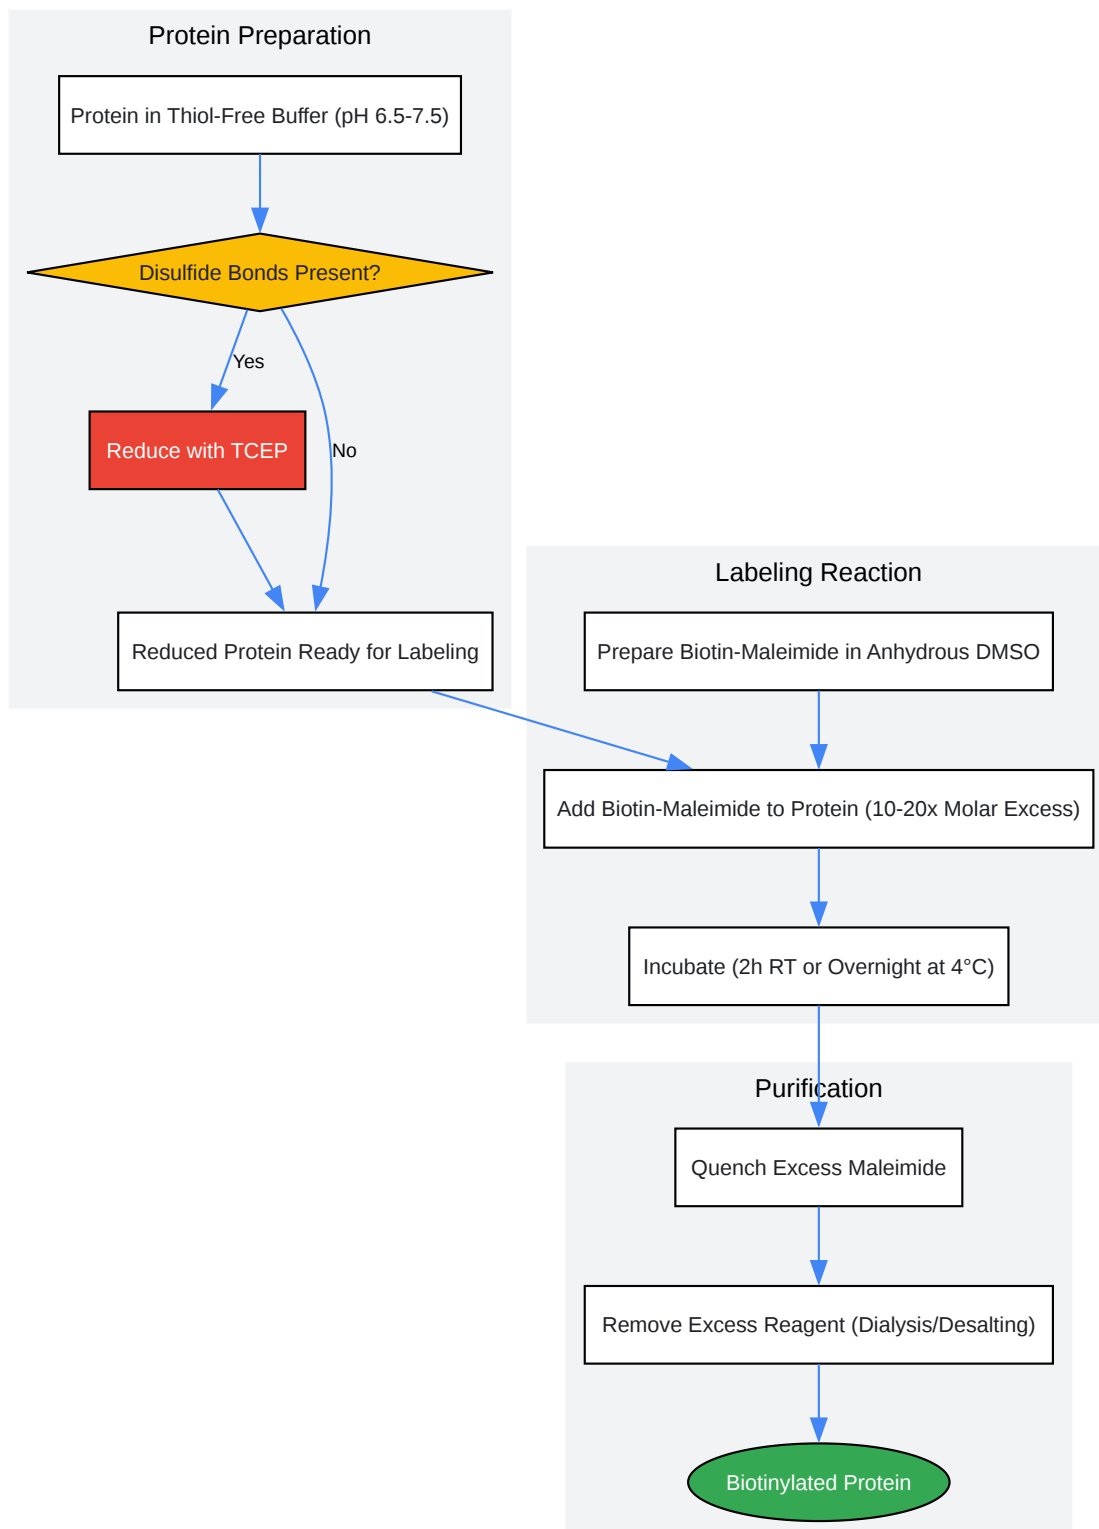 Protein Preparation
Protein in Thiol-Free Buffer (pH 6.5-7.5)
Disulfide Bonds Present?
Yes
Reduce with TCEP
No
Reduced Protein Ready for Labeling
Labeling Reaction
Prepare Biotin-Maleimide in Anhydrous DMSO
Add Biotin-Maleimide to Protein (10-20x Molar Excess)
Incubate (2h RT or Overnight at 4°C)
Purification
Quench Excess Maleimide
Remove Excess Reagent (Dialysis/Desalting)
Biotinylated Protein